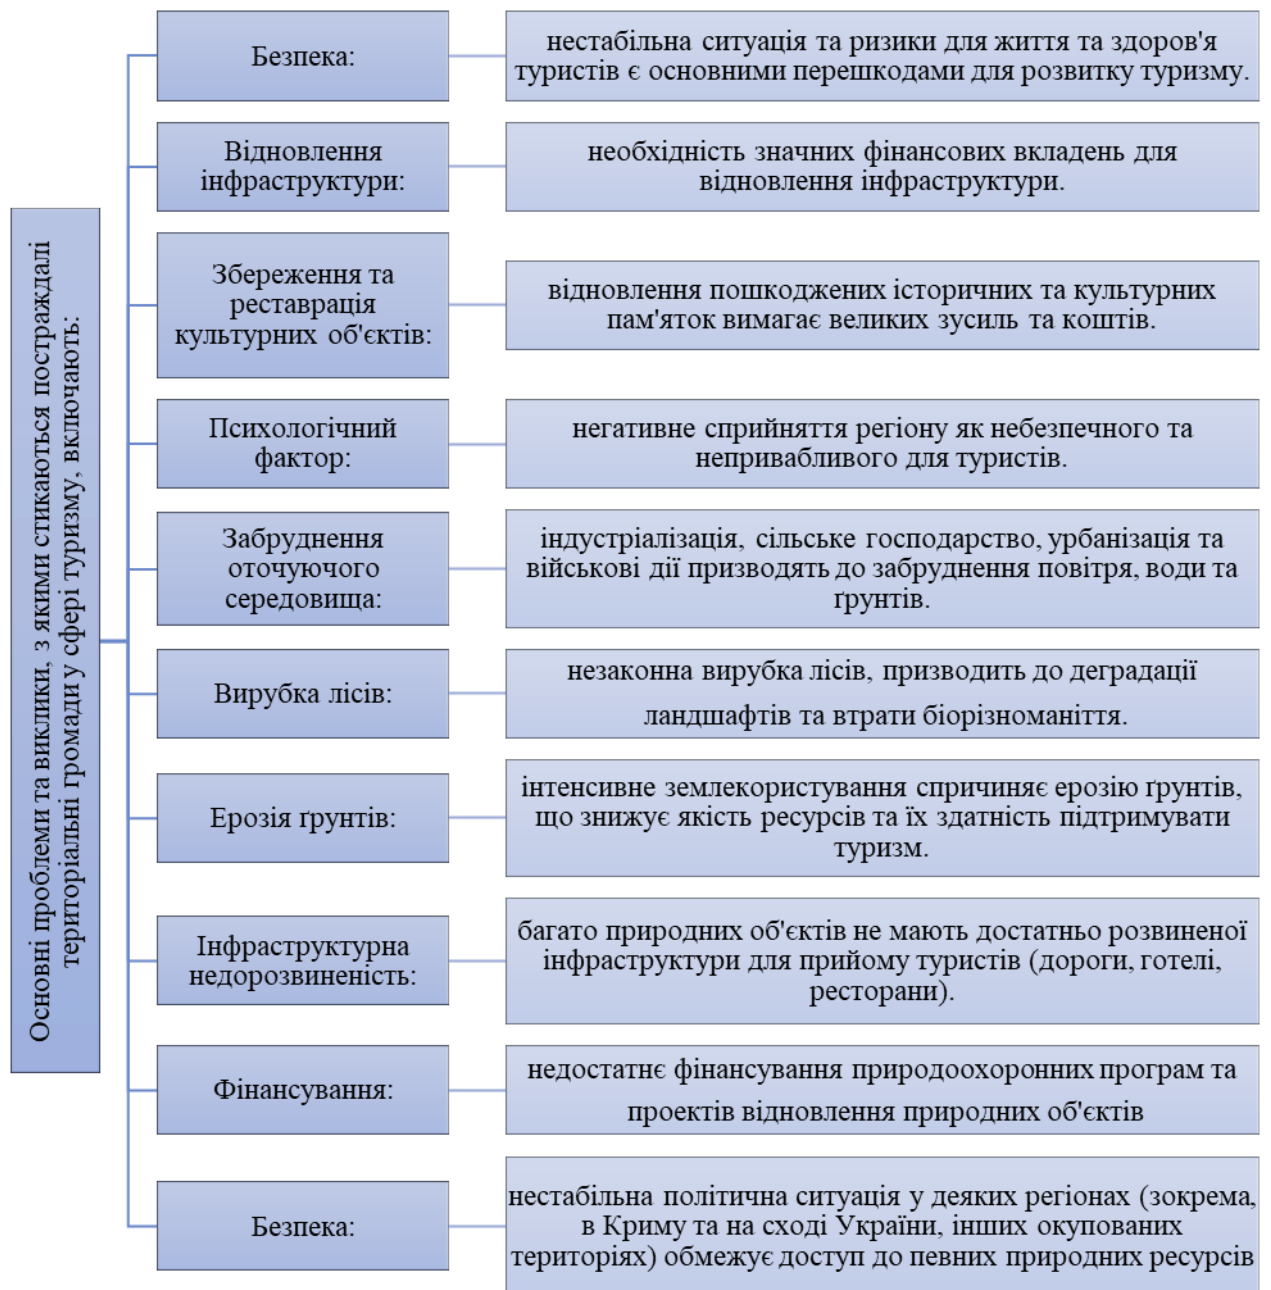 Основні проблеми та виклики, з якими стикаються постраждалі
територіальні громади у сфері туризму, включають:
Безпека:
нестабільна ситуація та ризики для життя та здоров'я
туристів є основними перешкодами для розвитку туризму.
Відновлення
інфраструктури:
необхідність значних фінансових вкладень для
відновлення інфраструктури.
Збереження та
реставрація
культурних об'єктів:
відновлення пошкоджених історичних та культурних
пам'яток вимагає великих зусиль та коштів.
Психологічний
фактор:
негативне сприйняття регіону як небезпечного та
непривабливого для туристів.
Забруднення
оточуючого
середовища:
індустріалізація, сільське господарство, урбанізація та
військові дії призводять до забруднення повітря, води та
ґрунтів.
Вирубка лісів:
незаконна вирубка лісів, призводить до деградації
ландшафтів та втрати біорізноманіття.
Ерозія ґрунтів:
інтенсивне землекористування спричиняє ерозію ґрунтів,
що знижує якість ресурсів та їх здатність підтримувати
туризм.
Інфраструктурна
недорозвиненість:
багато природних об'єктів не мають достатньо розвиненої
інфраструктури для прийому туристів (дороги, готелі,
ресторани).
Фінансування:
недостатнє фінансування природоохоронних програм та
проектів відновлення природних об'єктів
Безпека:
нестабільна політична ситуація у деяких регіонах (зокрема,
в Криму та на сході України, інших окупованих
територіях) обмежує доступ до певних природних ресурсів